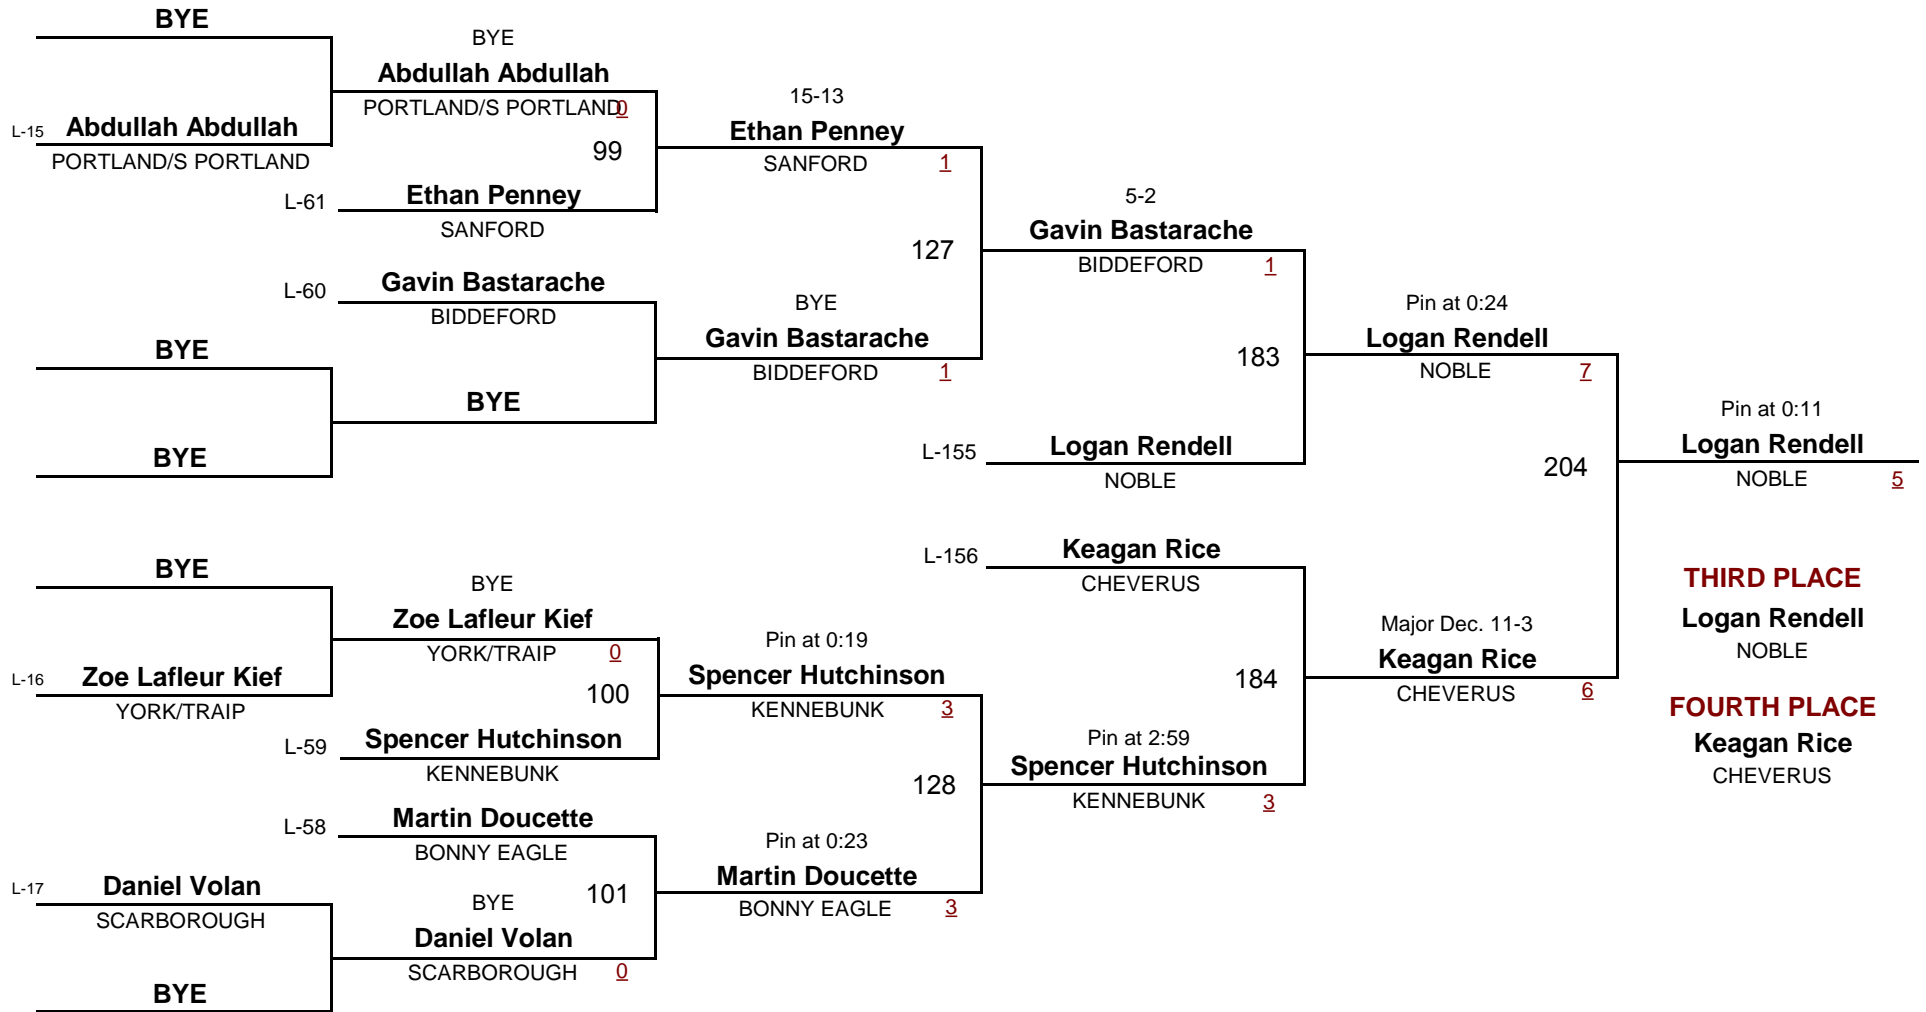 BYE
L-15 Abdullah Abdullah
PORTLAND/S PORTLAND
BYE
Abdullah Abdullah
PORTLAND/S PORTLAND 0
99
L-61 Ethan Penney
SANFORD
15-13
Ethan Penney
SANFORD 1
L-60 Gavin Bastarache
BIDDEFORD
BYE
BYE
BYE
BYE
Gavin Bastarache
BIDDEFORD 1
127
5-2
Gavin Bastarache
BIDDEFORD 1
183
L-155 Logan Rendell
NOBLE
Pin at 0:24
Logan Rendell
NOBLE 7
204
Pin at 0:11
Logan Rendell
NOBLE 5
BYE
L-16 Zoe Lafleur Kief
YORK/TRAIP
BYE
Zoe Lafleur Kief
YORK/TRAIP 0
100
L-59 Spencer Hutchinson
KENNEBUNK
Pin at 0:19
Spencer Hutchinson
KENNEBUNK 3
L-58 Martin Doucette
BONNY EAGLE
101
L-17 Daniel Volan
SCARBOROUGH
BYE
BYE
Daniel Volan
SCARBOROUGH 0
Pin at 0:23
Martin Doucette
BONNY EAGLE 3
128
Pin at 2:59
Spencer Hutchinson
KENNEBUNK 3
L-156 Keagan Rice
CHEVERUS
184
Major Dec. 11-3
Keagan Rice
CHEVERUS 6
THIRD PLACE
Logan Rendell
NOBLE
FOURTH PLACE
Keagan Rice
CHEVERUS